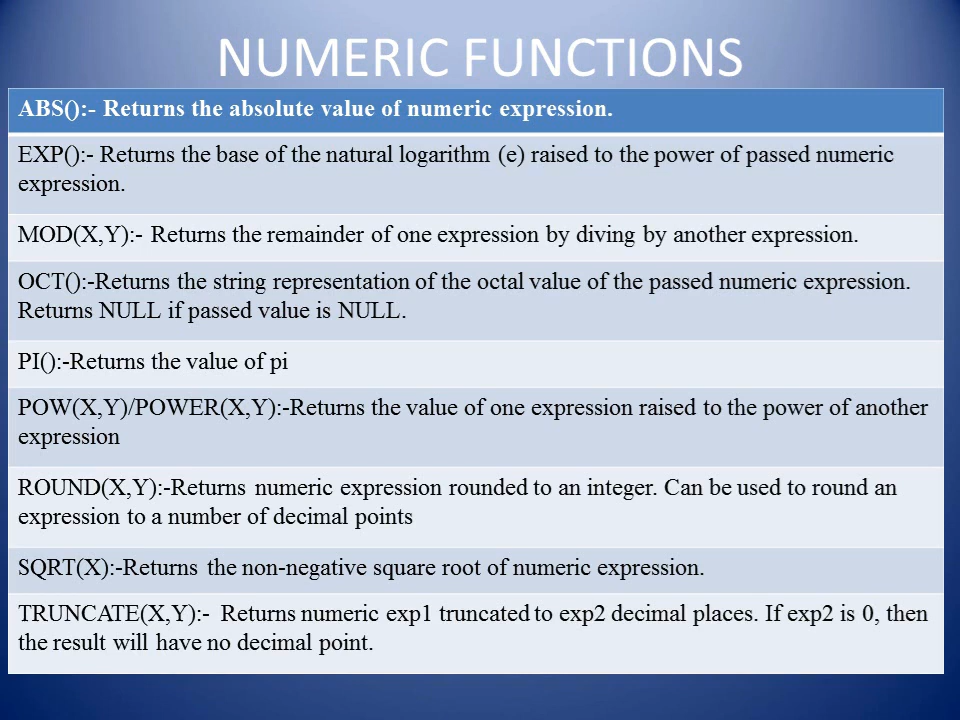 NUMERIC FUNCTIONS
ABS():- Returns the absolute value of numeric expression.
EXP():- Returns the base of the natural logarithm (e) raised to the power of passed numeric
expression.
MOD(X,Y):- Returns the remainder of one expression by diving by another expression.
OCT():-Returns the string representation of the octal value of the passed numeric expression.
Returns NULL if passed value is NULL.
PI():-Returns the value of pi
POW(X,Y)/POWER(X,Y):-Returns the value of one expression raised to the power of another
expression
ROUND(X,Y):-Returns numeric expression rounded to an integer. Can be used to round an
expression to a number of decimal points
SQRT(X):-Returns the non-negative square root of numeric expression.
TRUNCATE(X,Y):- Returns numeric exp1 truncated to exp2 decimal places. If exp2 is 0, then
the result will have no decimal point.